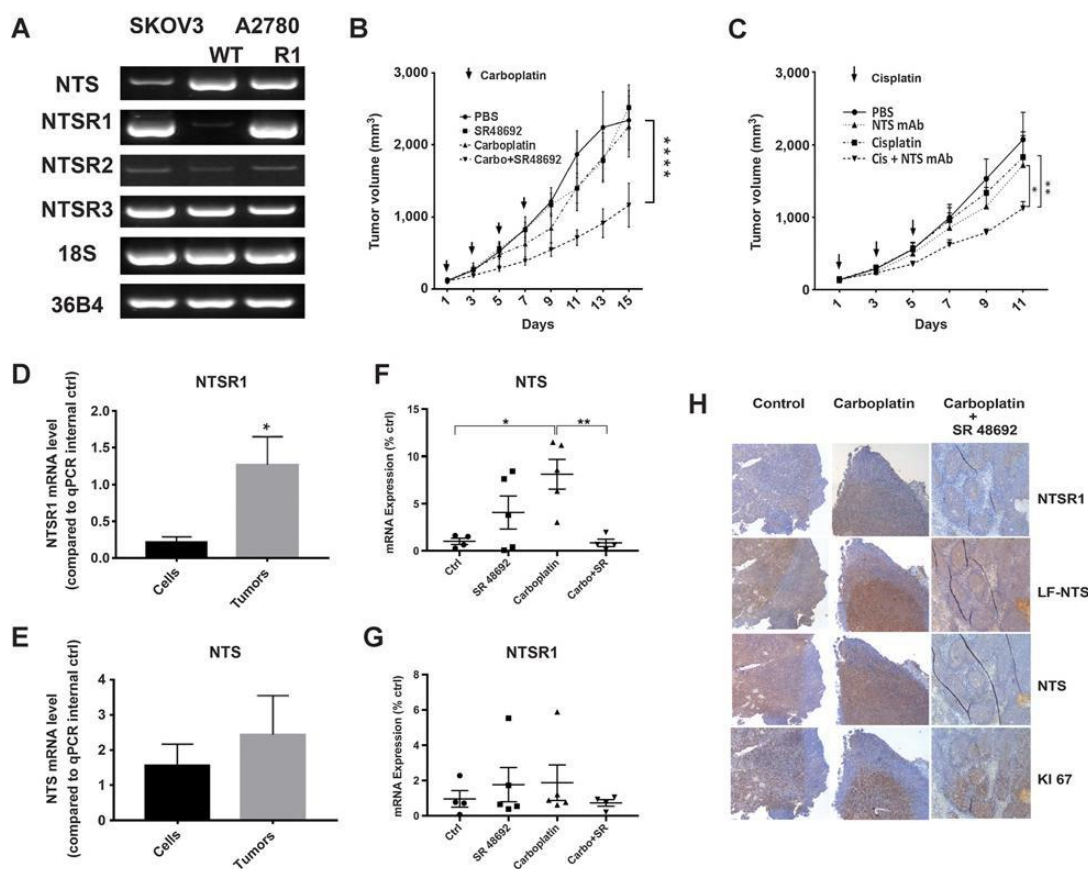 A
SKOV3 A2780
WT R1
NTS
NTSR1
NTSR2
NTSR3
18S
36B4
B
Carboplatin
PBS
SR48692
Carboplatin
Carbo+SR48692
Tumor volume (mm³)
3,000
2,000
1,000
0
1 3 5 7 9 11 13 15
Days
****
C
Cisplatin
PBS
NTS mAb
Cisplatin
Cis + NTS mAb
Tumor volume (mm³)
3,000
2,000
1,000
0
1 3 5 7 9 11
Days
*
**
D
NTSR1
NTSR1 mRNA level
(compared to qPCR internal ctrl)
2.0
1.5
1.0
0.5
0.0
*
Cells
Tumors
E
NTS
NTS mRNA level
(compared to qPCR internal ctrl)
4
3
2
1
0
Cells
Tumors
F
NTS
mRNA Expression (% ctrl)
15
10
5
0
* **
Ctrl
SR 48692
Carboplatin
Carbo+SR
G
NTSR1
mRNA Expression (% ctrl)
8
6
4
2
0
Ctrl
SR 48692
Carboplatin
Carbo+SR
H
Control Carboplatin Carboplatin
+
SR 48692
NTSR1
LF-NTS
NTS
KI 67